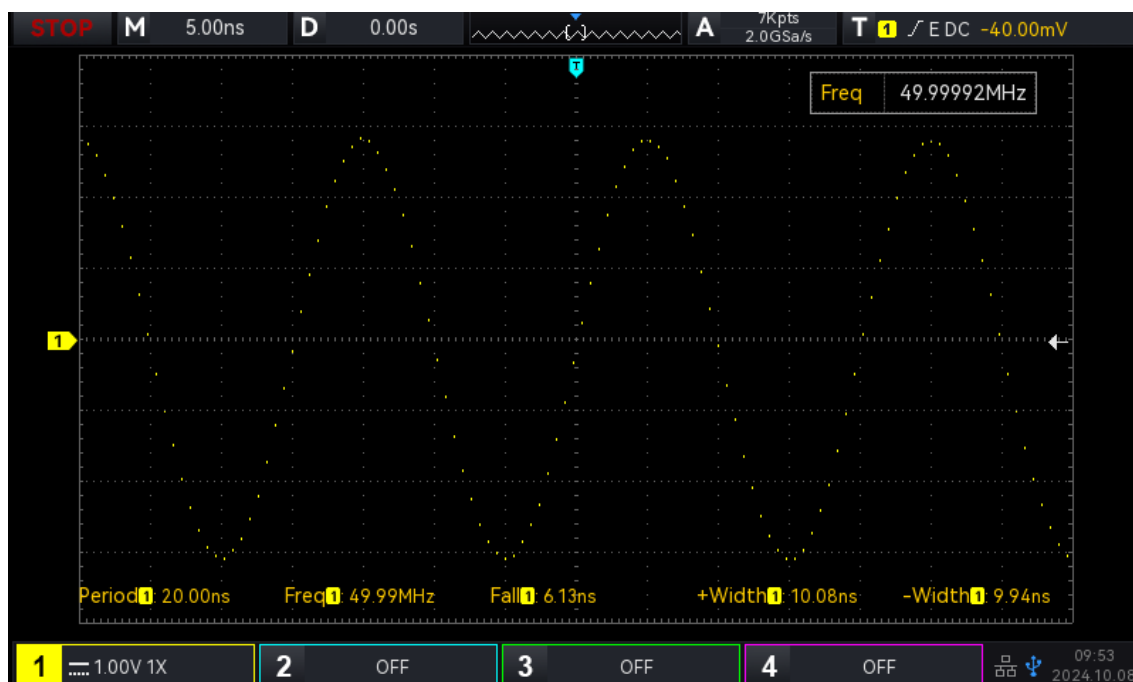 STOP M 5.00ns D 0.00s A 7Kpts T 1 E DC -40.00mV
2.0GSa/s
T
Freq 49.99992MHz
1
Period1: 20.00ns Freq1: 49.99MHz Fall1: 6.13ns +Width1: 10.08ns -Width1: 9.94ns
1 1.00V 1X 2 OFF 3 OFF 4 OFF 09:53
2024.10.08